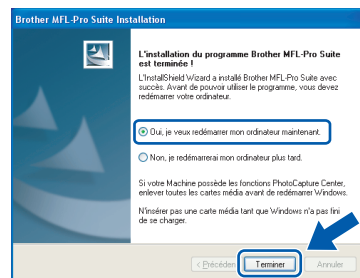 Brother MFL-Pro Suite Installation
L'installation du programme Brother MFL-Pro Suite
est terminée !
L'InstallShield Wizard a installé Brother MFL-Pro Suite avec
succès. Avant de pouvoir utiliser le programme, vous devez
redémarrer votre ordinateur.
Oui, je veux redémarrer mon ordinateur maintenant.
Non, je redémarrerai mon ordinateur plus tard.
Si votre Machine possède les fonctions PhotoCapture Center,
enlever toutes les cartes média avant de redémarrer Windows.
N'insérer pas une carte média tant que Windows n'a pas fini
de se charger.
< Précéden Terminer Annuler